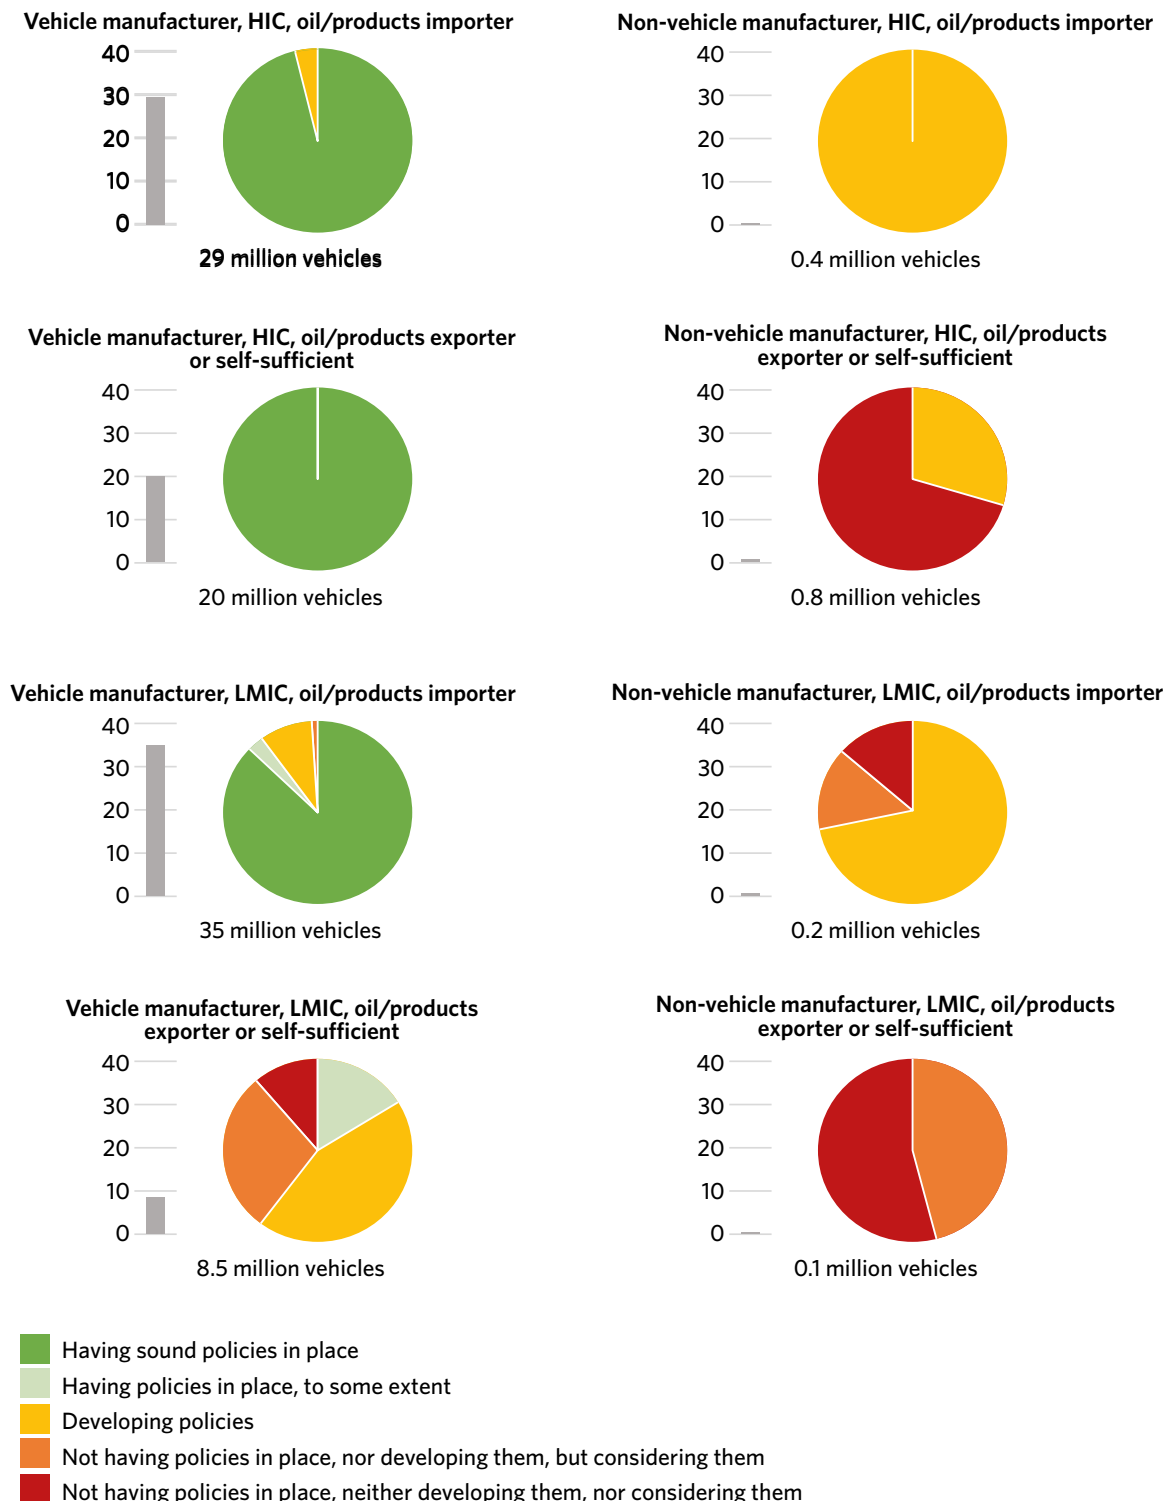 Vehicle manufacturer, HIC, oil/products importer
40
30
20
10
0
29 million vehicles
Non-vehicle manufacturer, HIC, oil/products importer
40
30
20
10
0
0.4 million vehicles
Vehicle manufacturer, HIC, oil/products exporter
or self-sufficient
40
30
20
10
0
20 million vehicles
Non-vehicle manufacturer, HIC, oil/products
exporter or self-sufficient
40
30
20
10
0
0.8 million vehicles
Vehicle manufacturer, LMIC, oil/products importer
40
30
20
10
0
35 million vehicles
Non-vehicle manufacturer, LMIC, oil/products importer
40
30
20
10
0
0.2 million vehicles
Vehicle manufacturer, LMIC, oil/products
exporter or self-sufficient
40
30
20
10
0
8.5 million vehicles
Non-vehicle manufacturer, LMIC, oil/products
exporter or self-sufficient
40
30
20
10
0
0.1 million vehicles
Having sound policies in place
Having policies in place, to some extent
Developing policies
Not having policies in place, nor developing them, but considering them
Not having policies in place, neither developing them, nor considering them